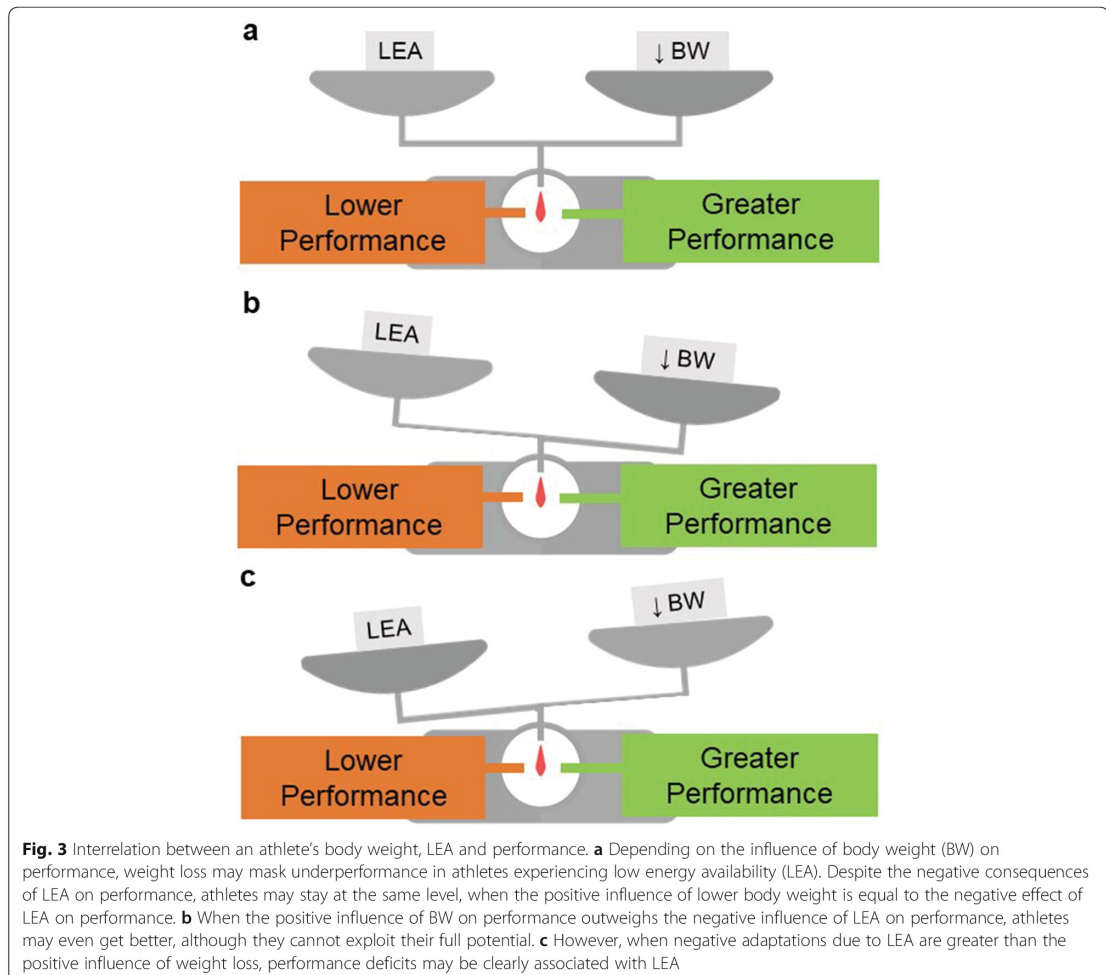 a
LEA
↓ BW
Lower
Performance
Greater
Performance
b
LEA
↓ BW
Lower
Performance
Greater
Performance
c
LEA
↓ BW
Lower
Performance
Greater
Performance
Fig. 3 Interrelation between an athlete's body weight, LEA and performance. a Depending on the influence of body weight (BW) on
performance, weight loss may mask underperformance in athletes experiencing low energy availability (LEA). Despite the negative consequences
of LEA on performance, athletes may stay at the same level, when the positive influence of lower body weight is equal to the negative effect of
LEA on performance. b When the positive influence of BW on performance outweighs the negative influence of LEA on performance, athletes
may even get better, although they cannot exploit their full potential. c However, when negative adaptations due to LEA are greater than the
positive influence of weight loss, performance deficits may be clearly associated with LEA